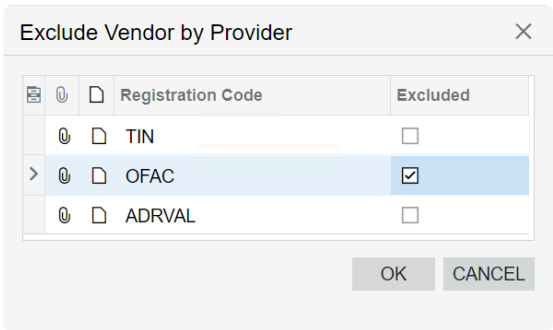 Exclude Vendor by Provider
Registration Code Excluded
TIN
OFAC
ADRVAL
OK CANCEL